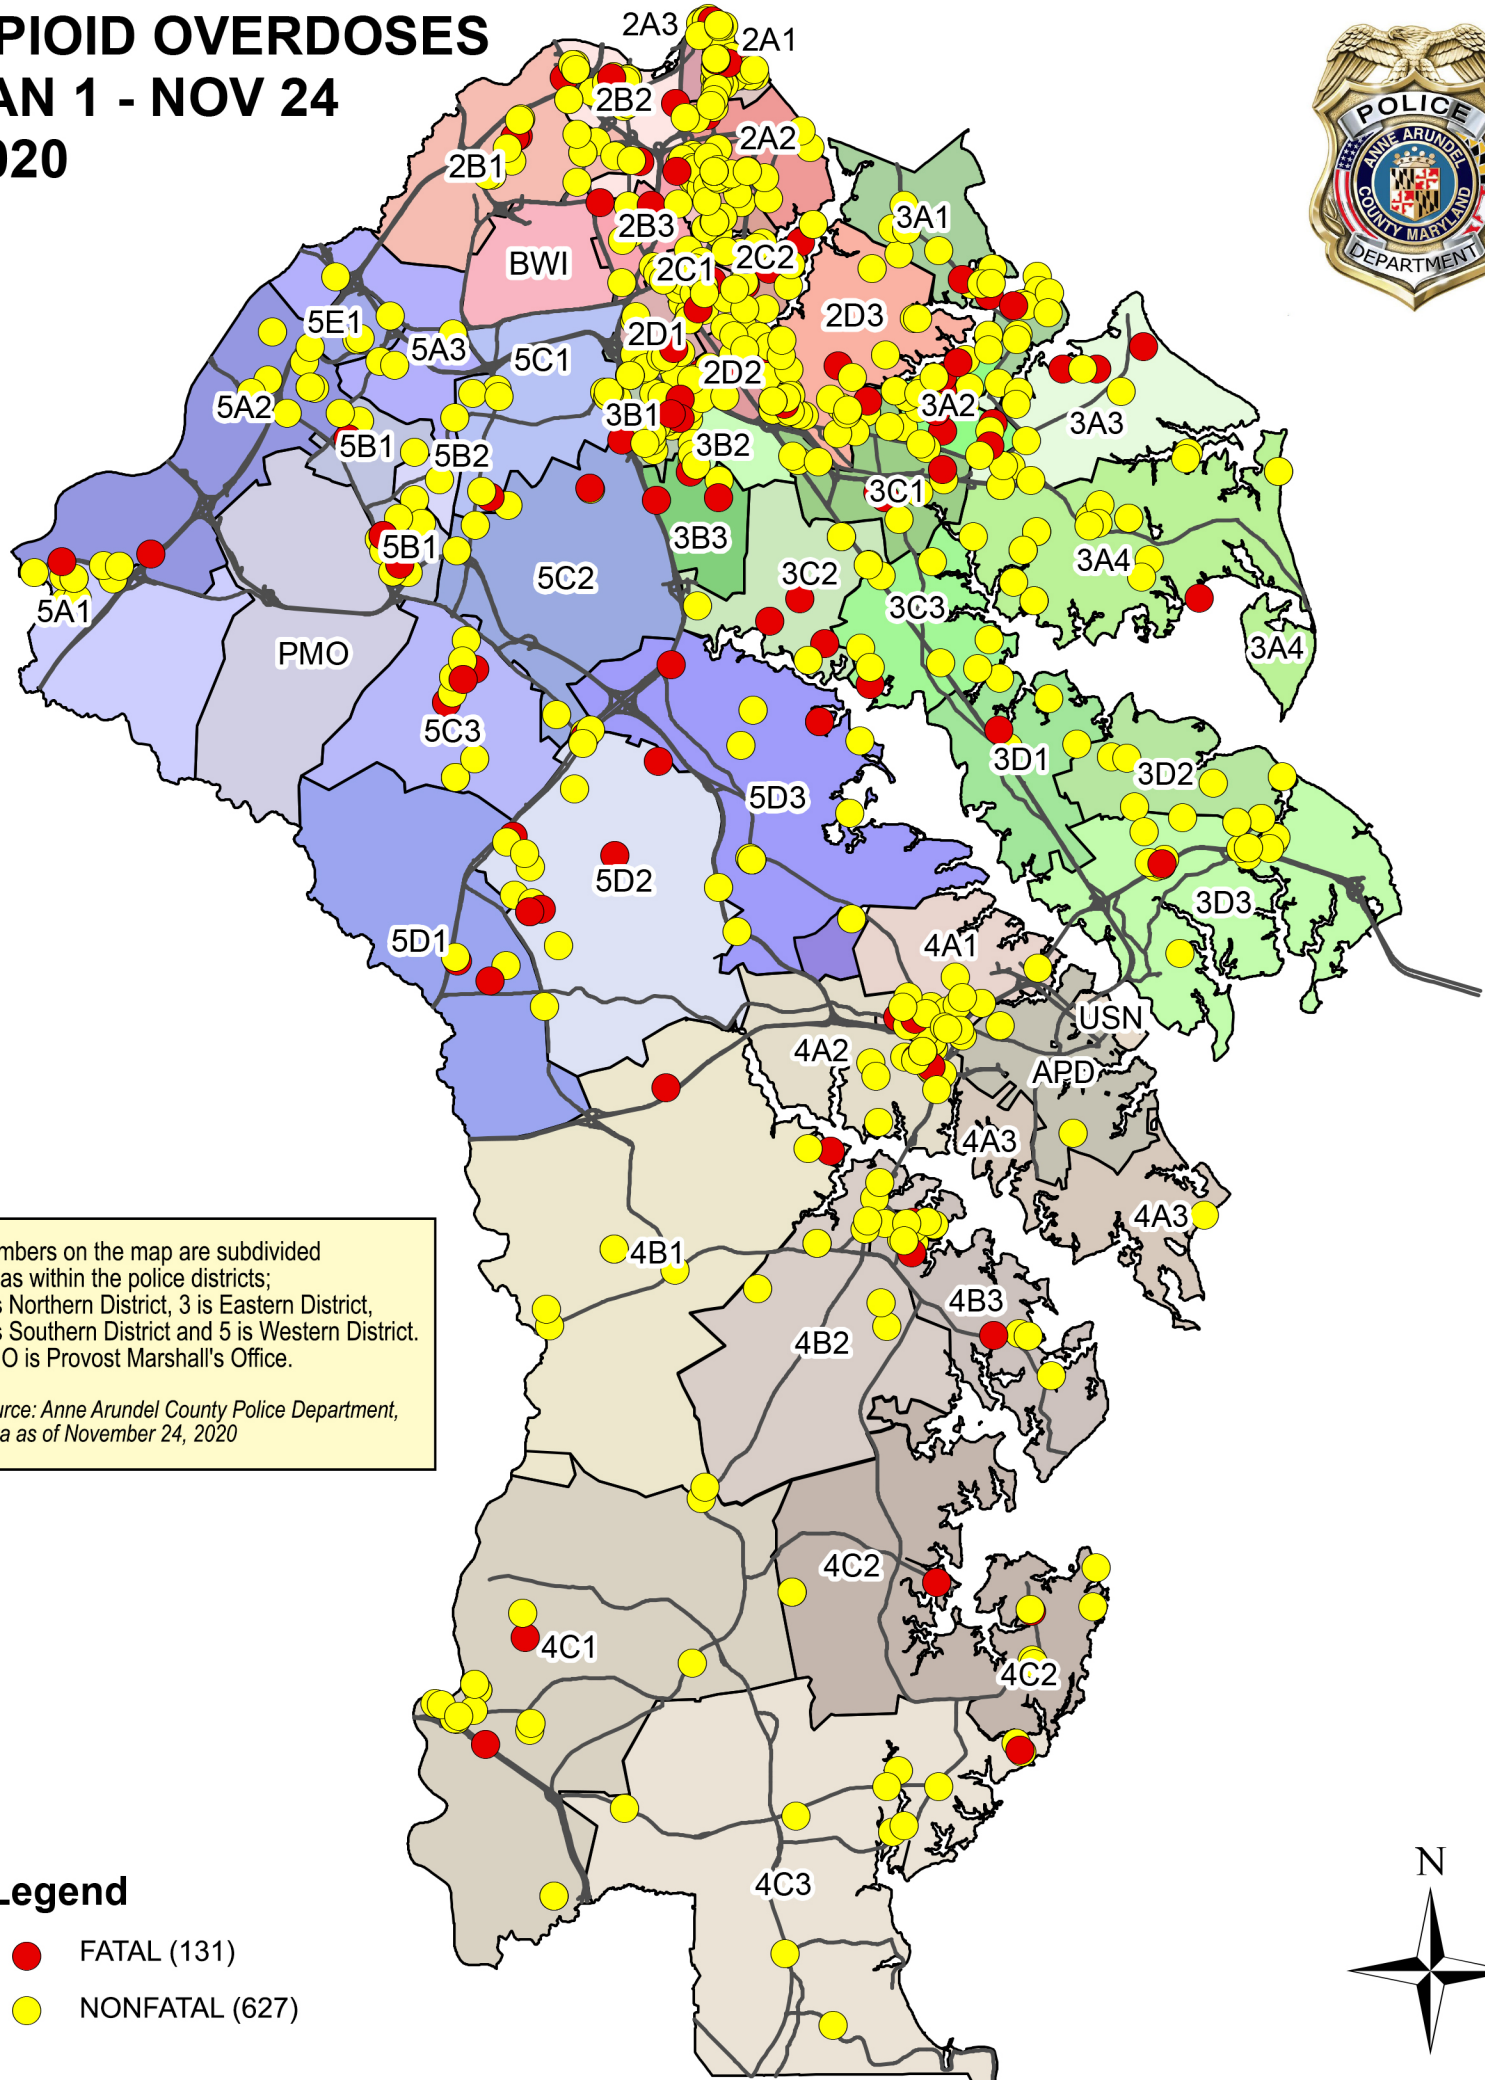 PIOID OVERDOSES
AN 1 - NOV 24
020
POLICE
ANNE ARUNDEL
COUNTY MARYLAND
DEPARTMENT
2A3
2A1
2B2
2A2
2B1
3A1
2B3
BWI
2C1
2C2
5E1
2D1
2D3
5A3
5C1
2D2
5A2
3B1
3A2
3A3
5B1
5B2
3B2
3C1
3B3
5B1
3A4
5C2
3C2
5A1
3C3
PMO
3A4
5C3
3D1
3D2
5D3
5D2
3D3
5D1
4A1
USN
4A2
APD
4A3
4A3
4B1
4B3
4B2
mbers on the map are subdivided
as within the police districts;
s Northern District, 3 is Eastern District,
s Southern District and 5 is Western District.
O is Provost Marshall's Office.
urce: Anne Arundel County Police Department,
a as of November 24, 2020
4C2
4C1
4C2
4C3
Legend
FATAL (131)
NONFATAL (627)
N